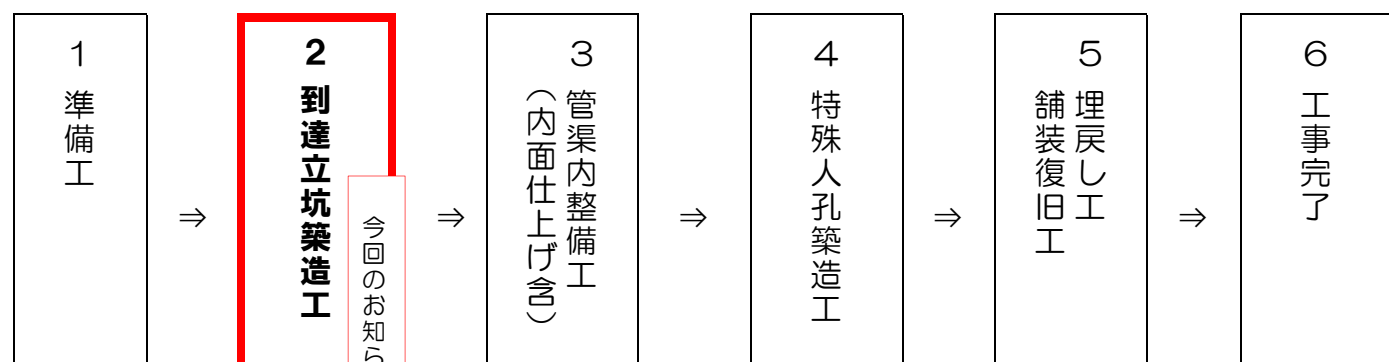 1 準備工
⇒
2 到達立坑築造工
今回のお知ら
⇒
3 管渠内整備工
（内面仕上げ含）
⇒
4 特殊人孔築造工
⇒
5 埋戻し工
舗装復旧工
⇒
6 工事完了